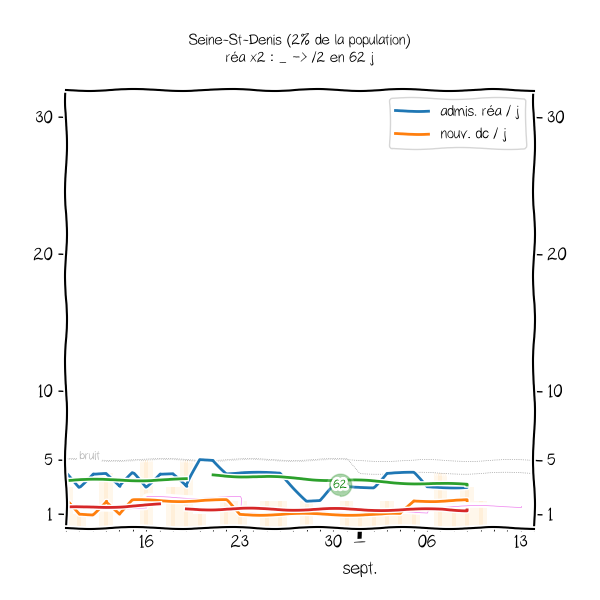 Seine-St-Denis (2% de la population)
réa x2 : _ -> /2 en 62 j
admis. réa / j
nouv. dc / j
30
30
20
20
10
10
5
bruit
5
62
1
1
16
23
30
06
13
sept.